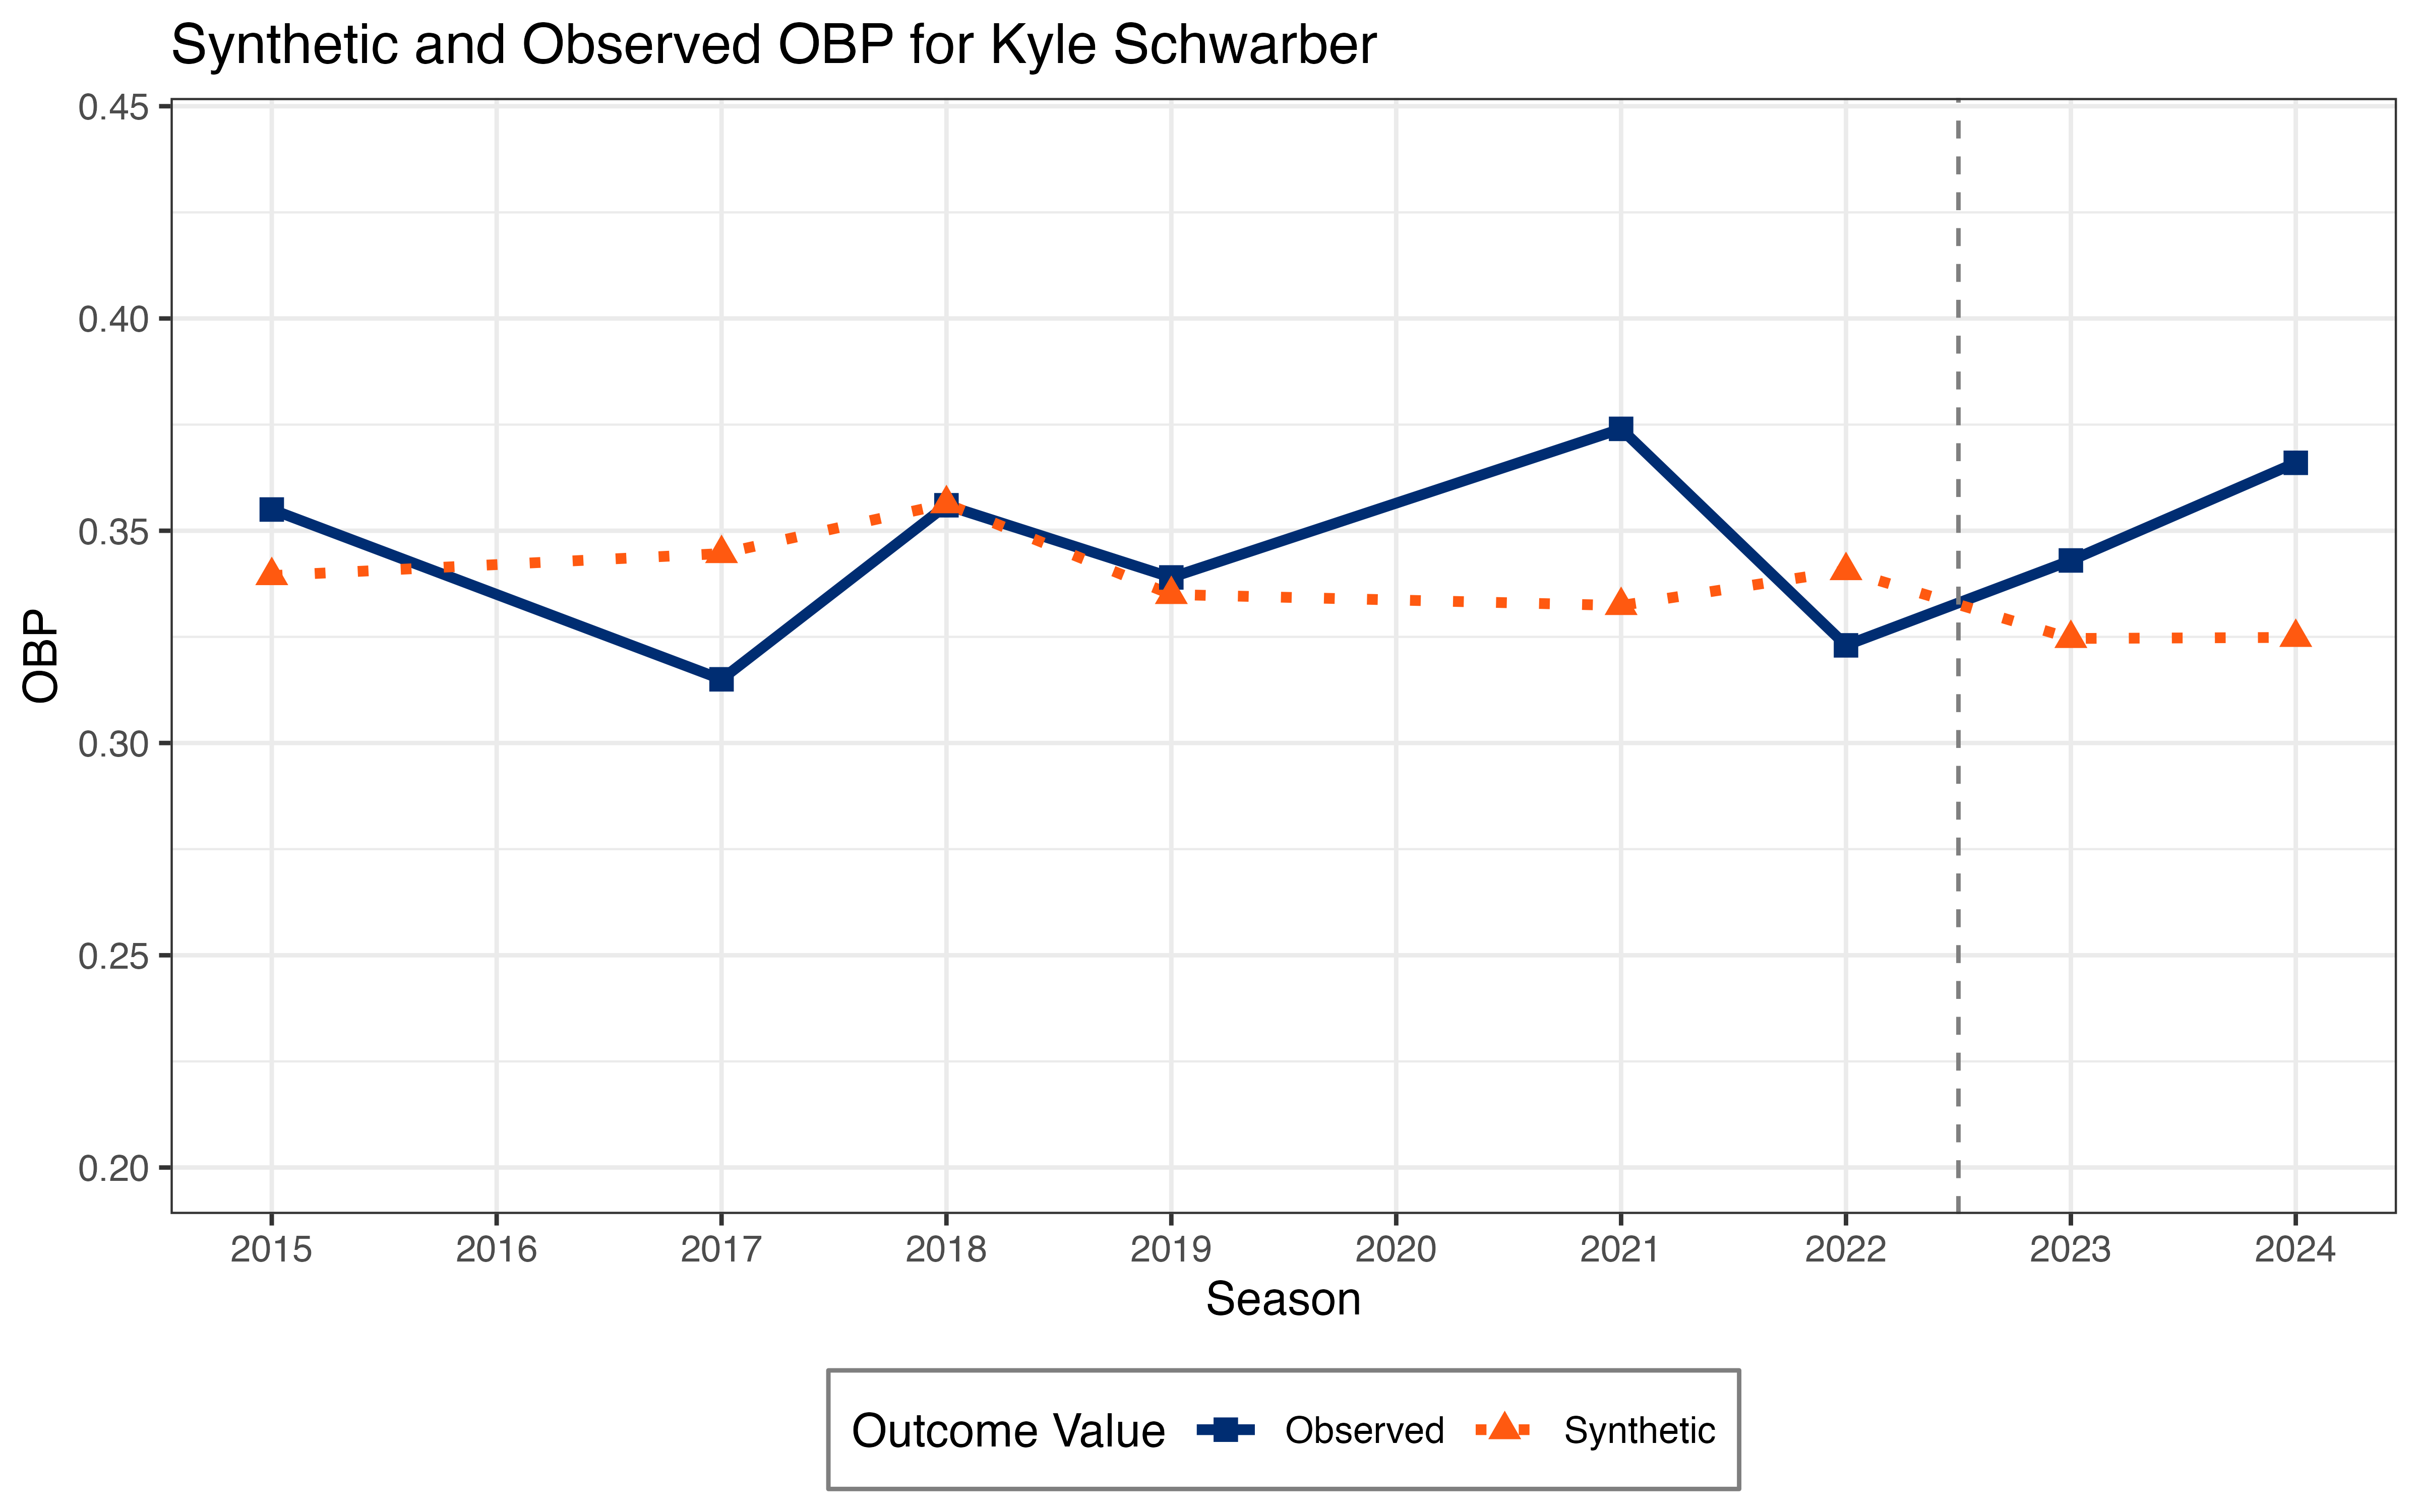 Synthetic and Observed OBP for Kyle Schwarber
0.45
0.40
0.35
0.30
0.25
0.20
OBP
2015 2016 2017 2018 2019 2020 2021 2022 2023 2024
Season
Outcome Value Observed Synthetic